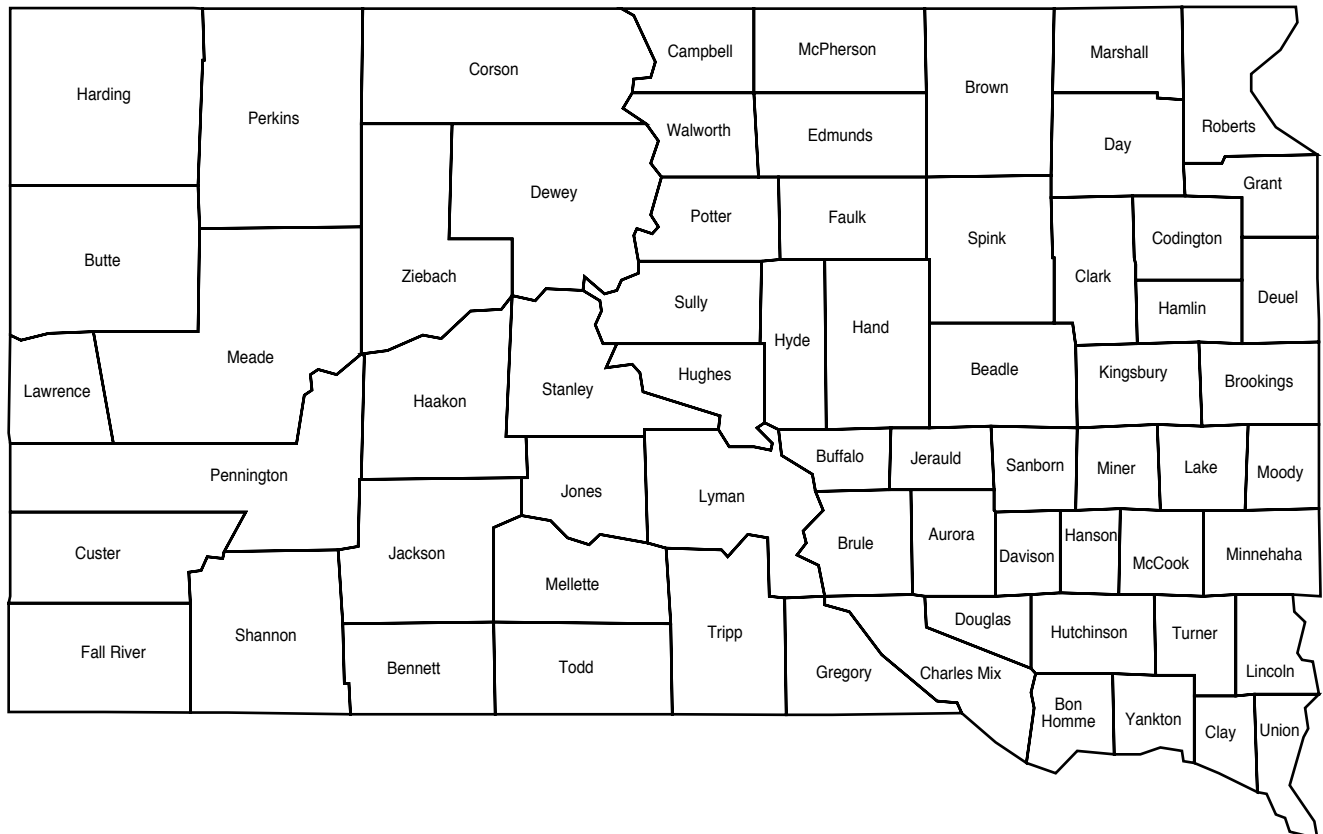 Harding
Perkins
Corson
Campbell
McPherson
Brown
Marshall
Roberts
Walworth
Edmunds
Day
Dewey
Grant
Butte
Ziebach
Potter
Faulk
Spink
Codington
Clark
Hamlin
Deuel
Sully
Hyde
Hand
Meade
Lawrence
Haakon
Stanley
Hughes
Beadle
Kingsbury
Brookings
Pennington
Jones
Lyman
Buffalo
Jerauld
Sanborn
Miner
Lake
Moody
Custer
Jackson
Mellette
Brule
Aurora
Davison
Hanson
McCook
Minnehaha
Fall River
Shannon
Bennett
Todd
Tripp
Gregory
Charles Mix
Douglas
Hutchinson
Turner
Lincoln
Bon
Homme
Yankton
Clay
Union